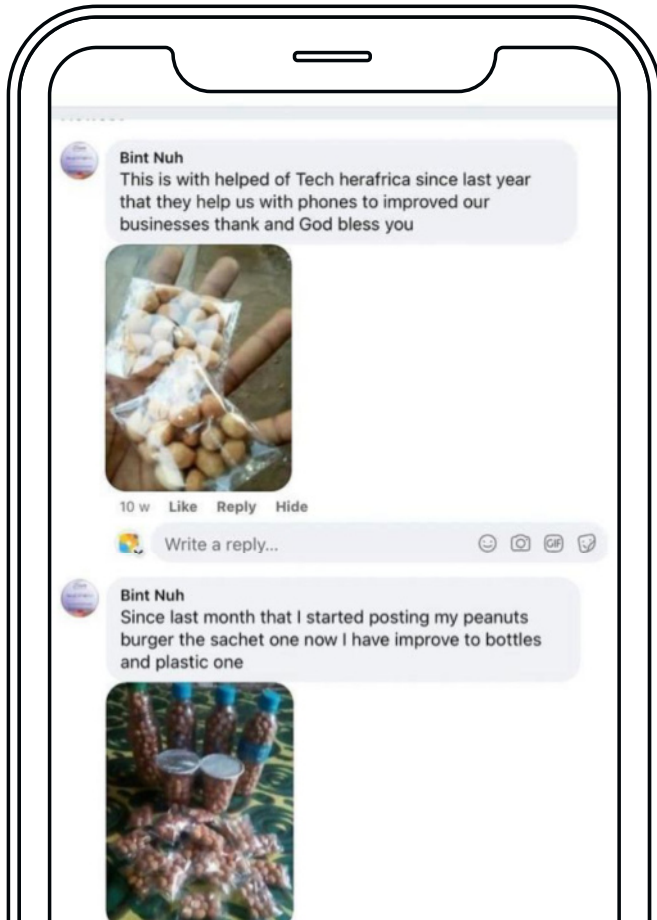 Bint Nuh
This is with helped of Tech herafrica since last year
that they help us with phones to improved our
businesses thank and God bless you
10 w Like Reply Hide
Write a reply...
GIF
Bint Nuh
Since last month that I started posting my peanuts
burger the sachet one now I have improve to bottles
and plastic one